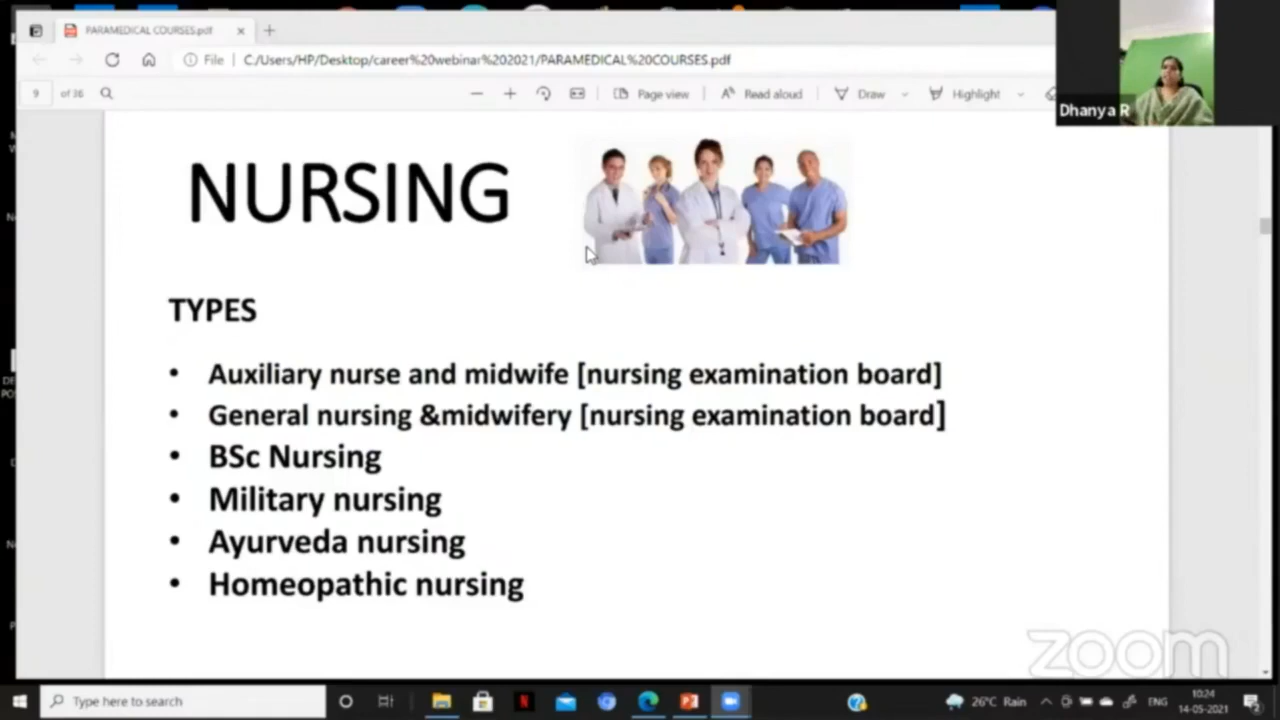 PARAMEDICAL COURSES.pdf
File
C:/Users/HP/Desktop/career%20webinar%202021/PARAMEDICAL%20COURSES.pdf
9 of 36
Page view
Read aloud
Draw
Highlight
Dhanya R
NURSING
TYPES
• Auxiliary nurse and midwife [nursing examination board]
• General nursing &midwifery [nursing examination board]
• BSc Nursing
• Military nursing
• Ayurveda nursing
• Homeopathic nursing
zoom
Type here to search
26°C Rain
ENG
10:24
14-05-2021